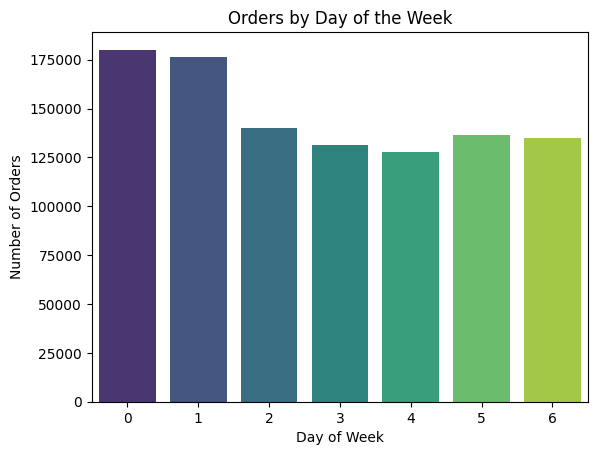 Orders by Day of the Week
175000
150000
125000
100000
75000
50000
25000
0
Number of Orders
0 1 2 3 4 5 6
Day of Week